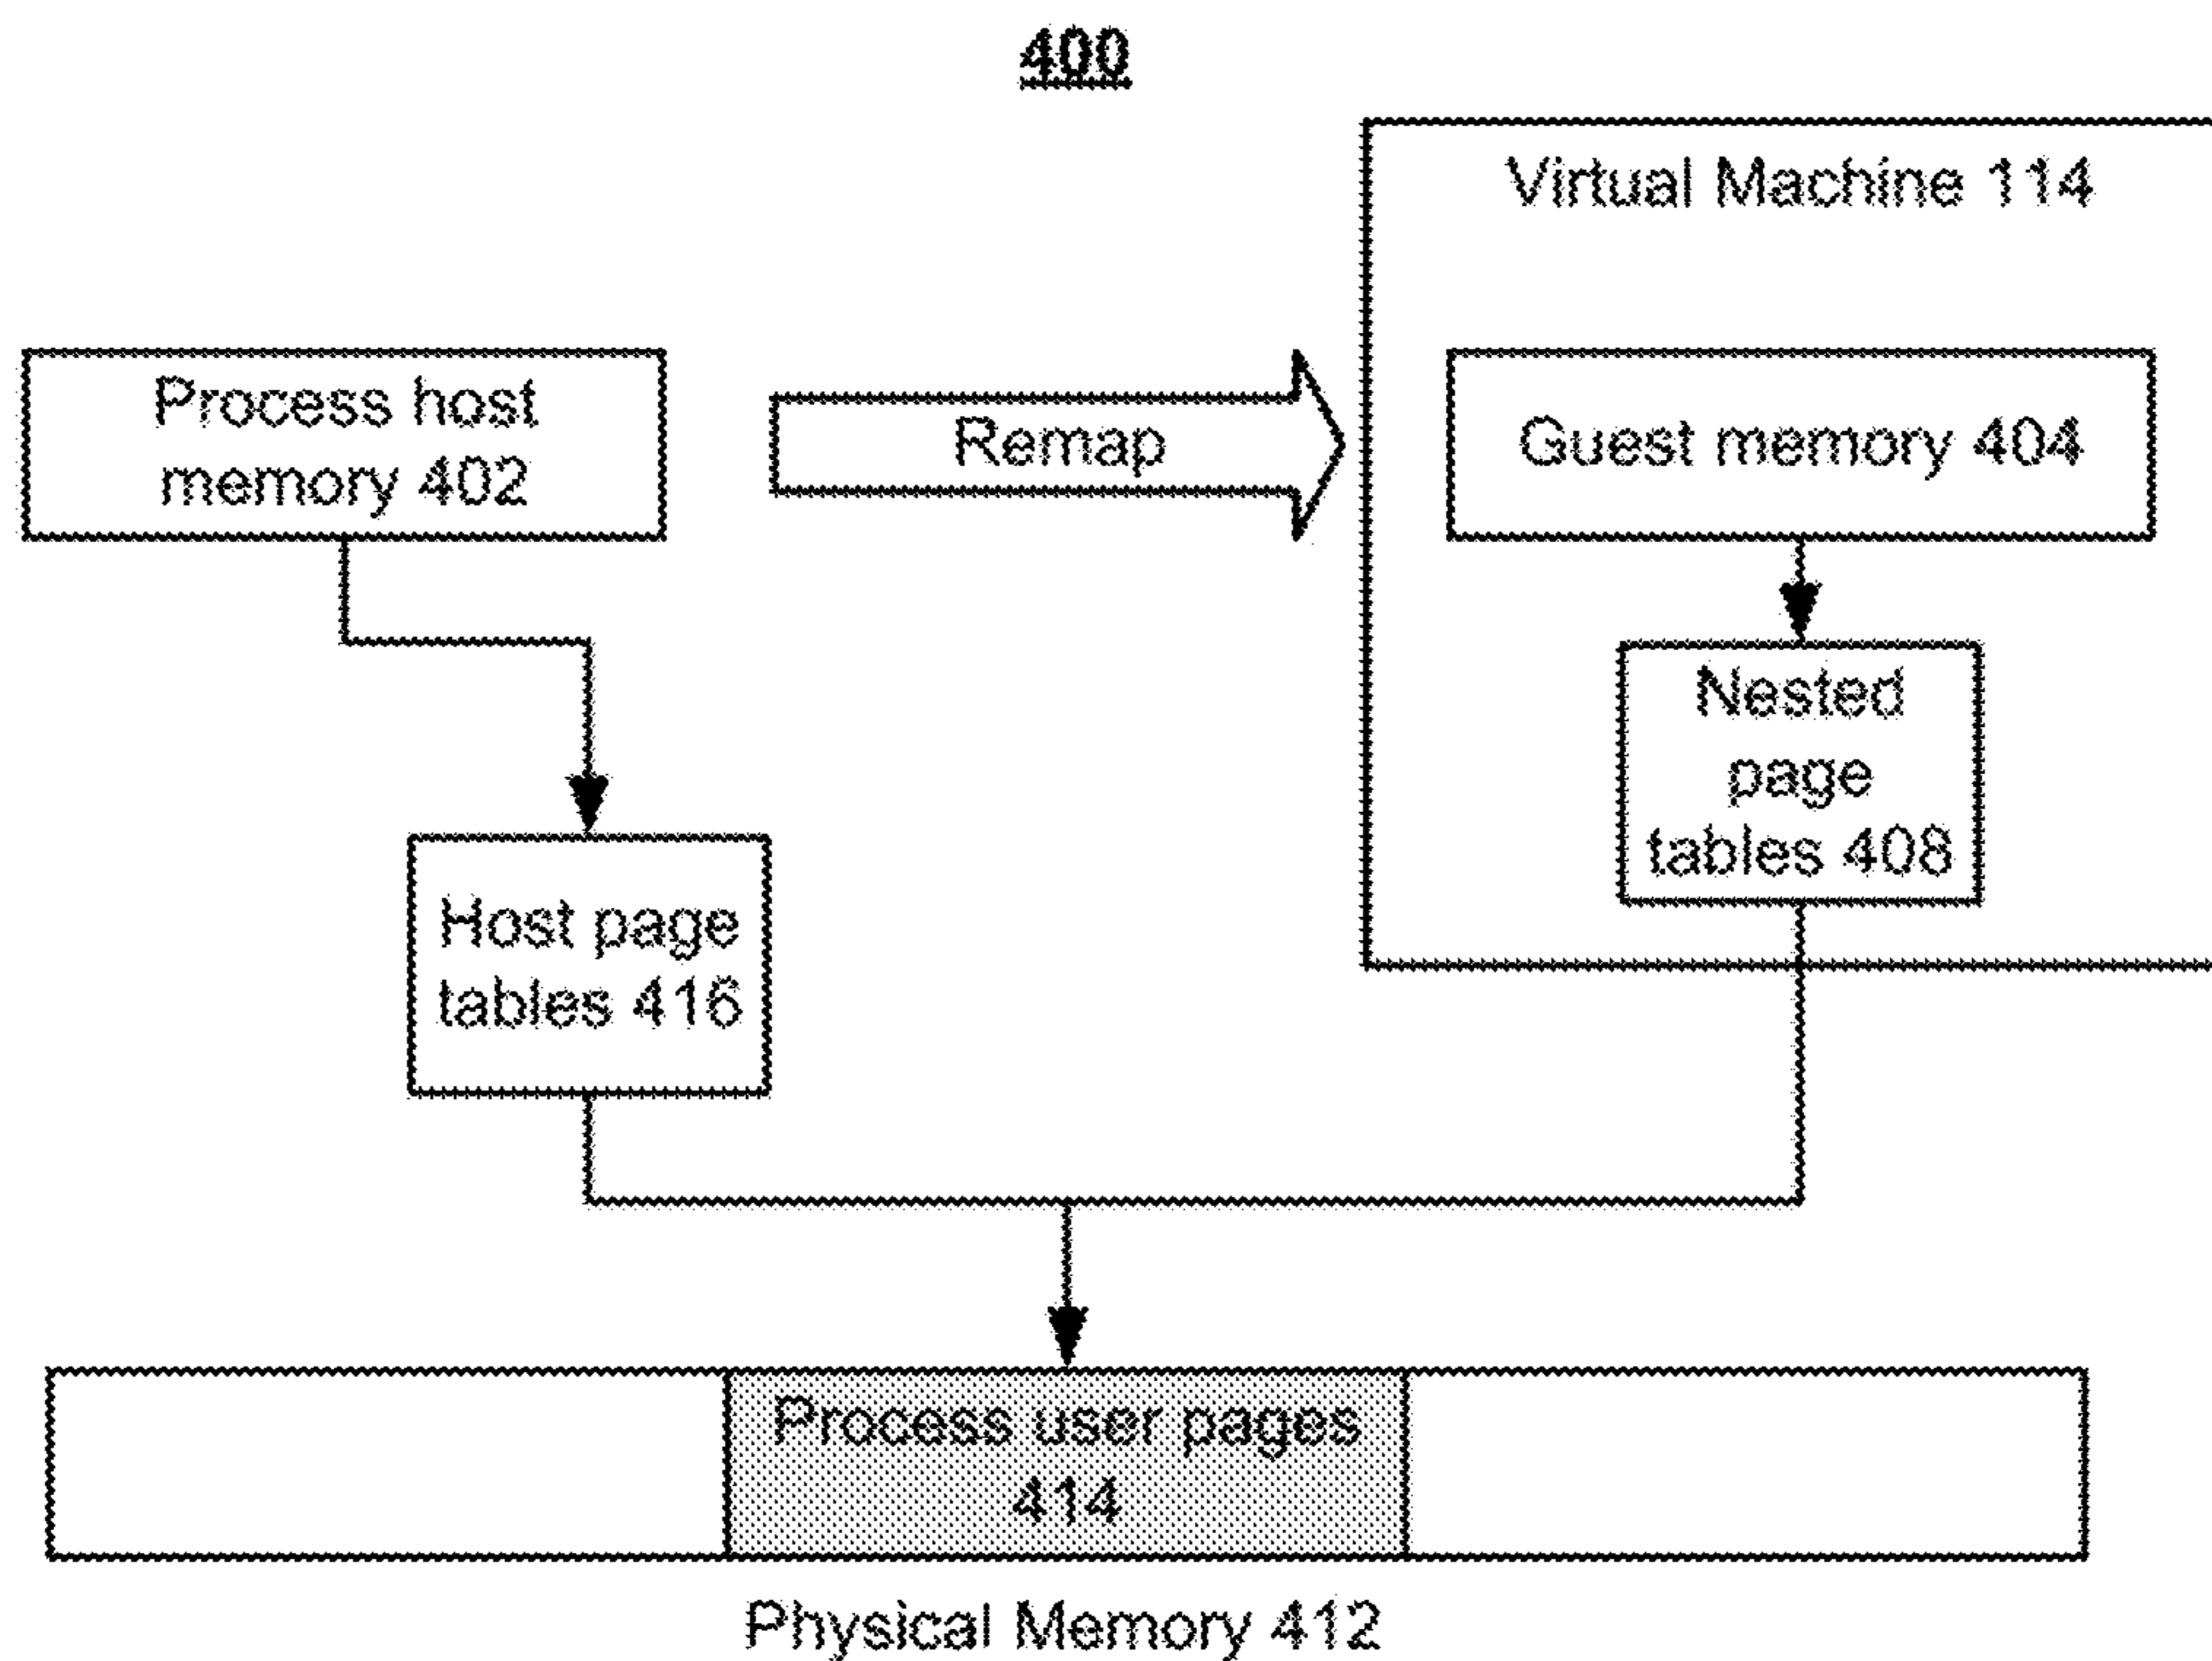 400
Virtual Machine 114
Process host
memory 402
Remap
Guest memory 404
Nested
page
tables 408
Host page
tables 416
Process user pages
414
Physical Memory 412